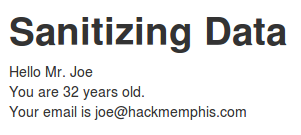 Sanitizing Data
Hello Mr. Joe
You are 32 years old.
Your email is joe@hackmemphis.com